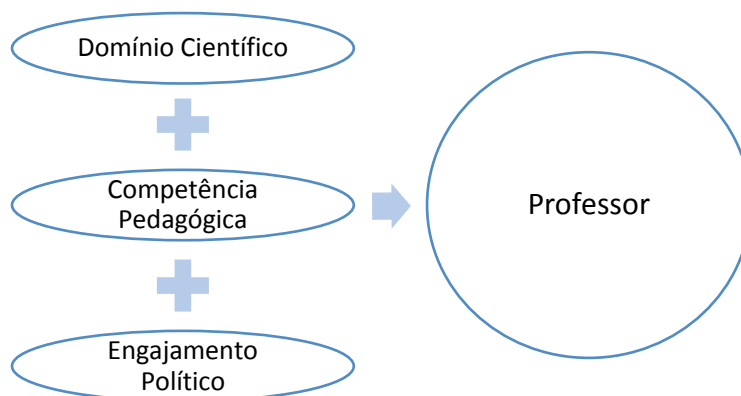 Domínio Científico
Competência
Pedagógica
Engajamento
Político
Professor